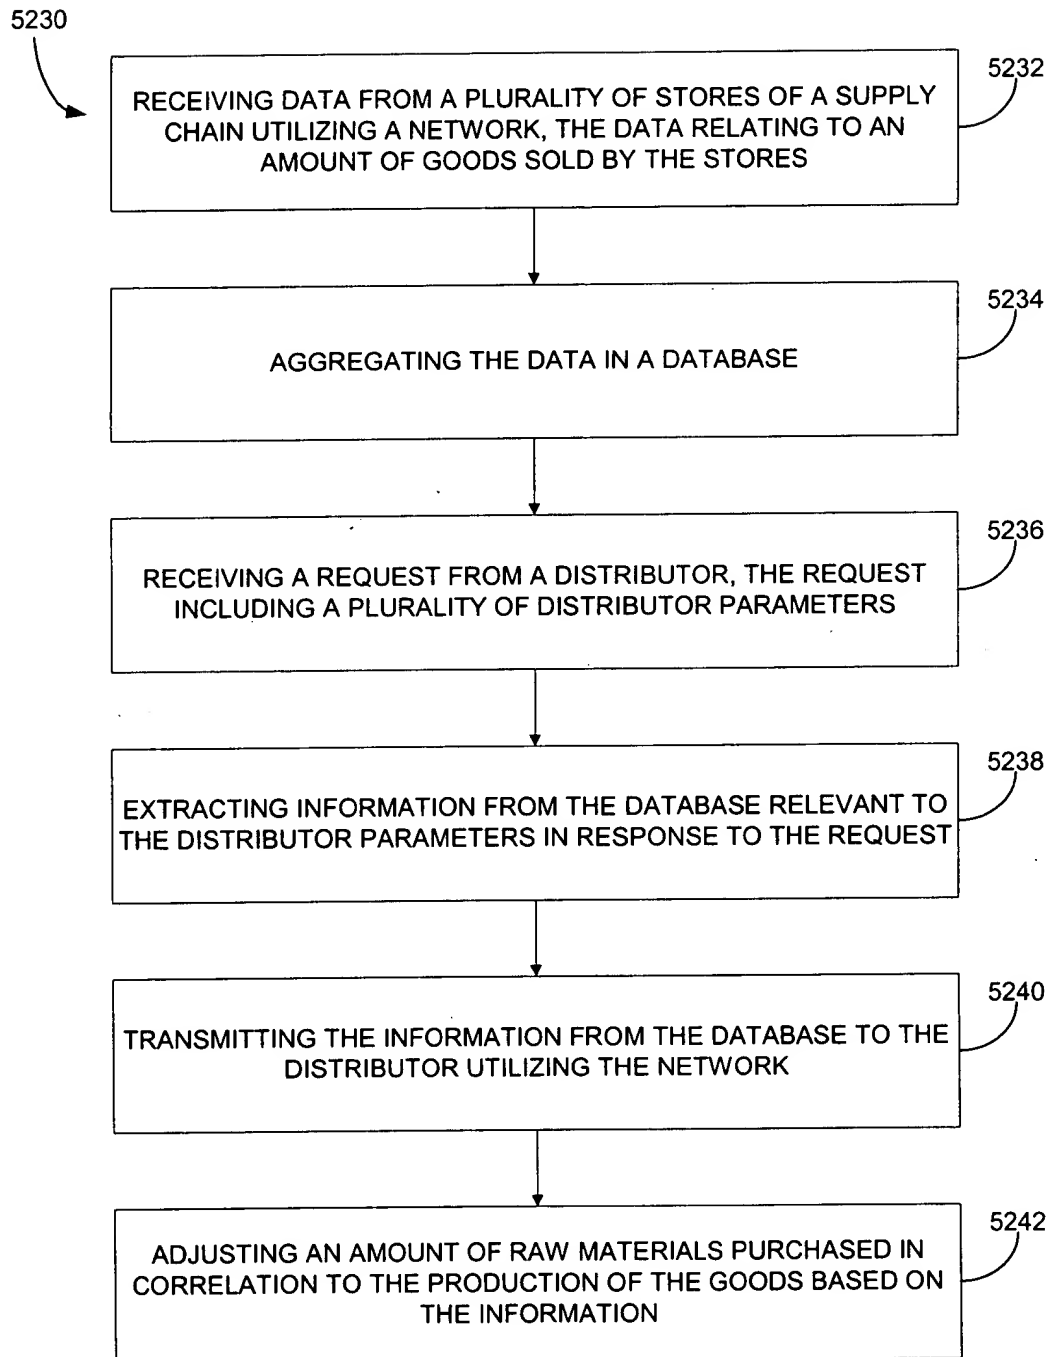 5230
5232
RECEIVING DATA FROM A PLURALITY OF STORES OF A SUPPLY
CHAIN UTILIZING A NETWORK, THE DATA RELATING TO AN
AMOUNT OF GOODS SOLD BY THE STORES
5234
AGGREGATING THE DATA IN A DATABASE
5236
RECEIVING A REQUEST FROM A DISTRIBUTOR, THE REQUEST
INCLUDING A PLURALITY OF DISTRIBUTOR PARAMETERS
5238
EXTRACTING INFORMATION FROM THE DATABASE RELEVANT TO
THE DISTRIBUTOR PARAMETERS IN RESPONSE TO THE REQUEST
5240
TRANSMITTING THE INFORMATION FROM THE DATABASE TO THE
DISTRIBUTOR UTILIZING THE NETWORK
5242
ADJUSTING AN AMOUNT OF RAW MATERIALS PURCHASED IN
CORRELATION TO THE PRODUCTION OF THE GOODS BASED ON
THE INFORMATION